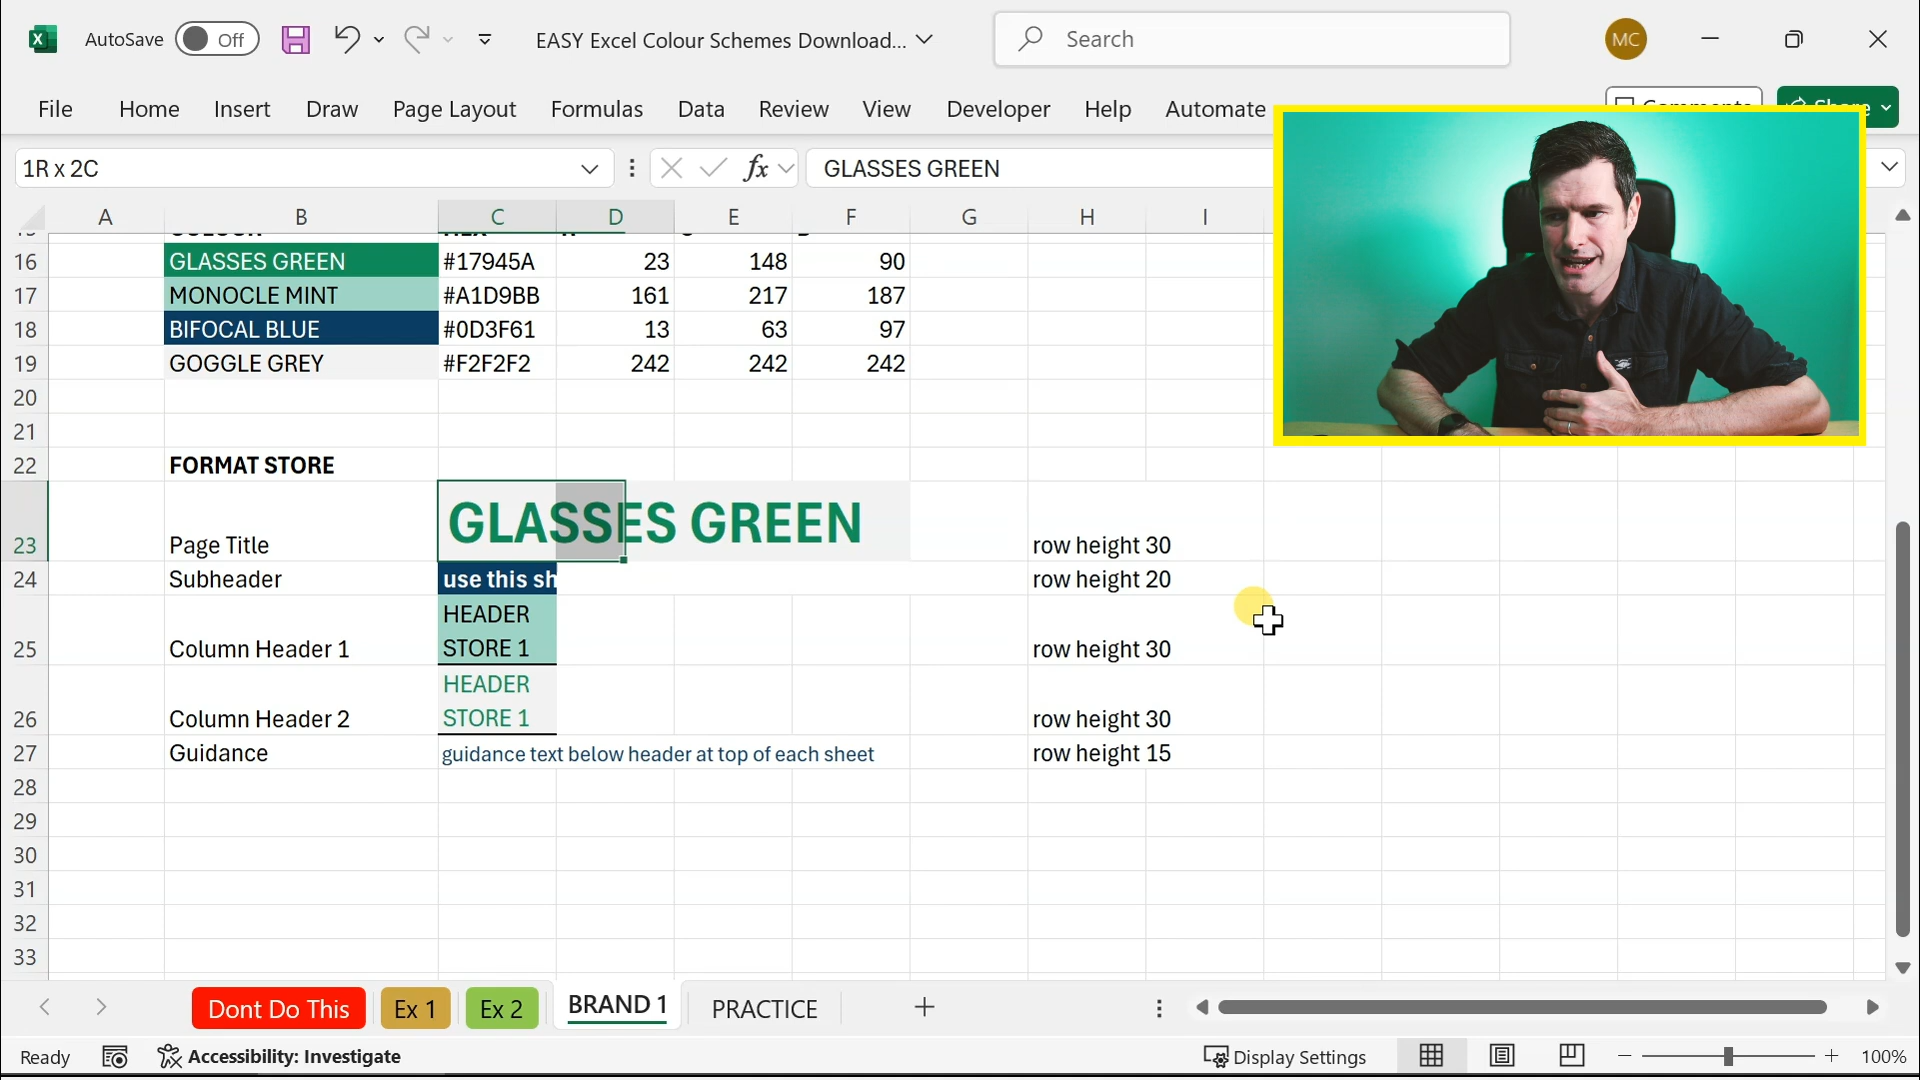 AutoSave Off EASY Excel Colour Schemes Download... Search MC
File Home Insert Draw Page Layout Formulas Data Review View Developer Help Automate
1R x 2C fx GLASSES GREEN
A B C D E F G H I
16 GLASSES GREEN #17945A 23 148 90
17 MONOCLE MINT #A1D9BB 161 217 187
18 BIFOCAL BLUE #0D3F61 13 63 97
19 GOGGLE GREY #F2F2F2 242 242 242
20
21
22 FORMAT STORE
23 Page Title GLASSES GREEN row height 30
24 Subheader use this sh row height 20
25 Column Header 1 HEADER STORE 1 row height 30
26 Column Header 2 HEADER STORE 1 row height 30
27 Guidance guidance text below header at top of each sheet row height 15
28
29
30
31
32
33
Dont Do This Ex 1 Ex 2 BRAND 1 PRACTICE
Ready Accessibility: Investigate Display Settings 100%